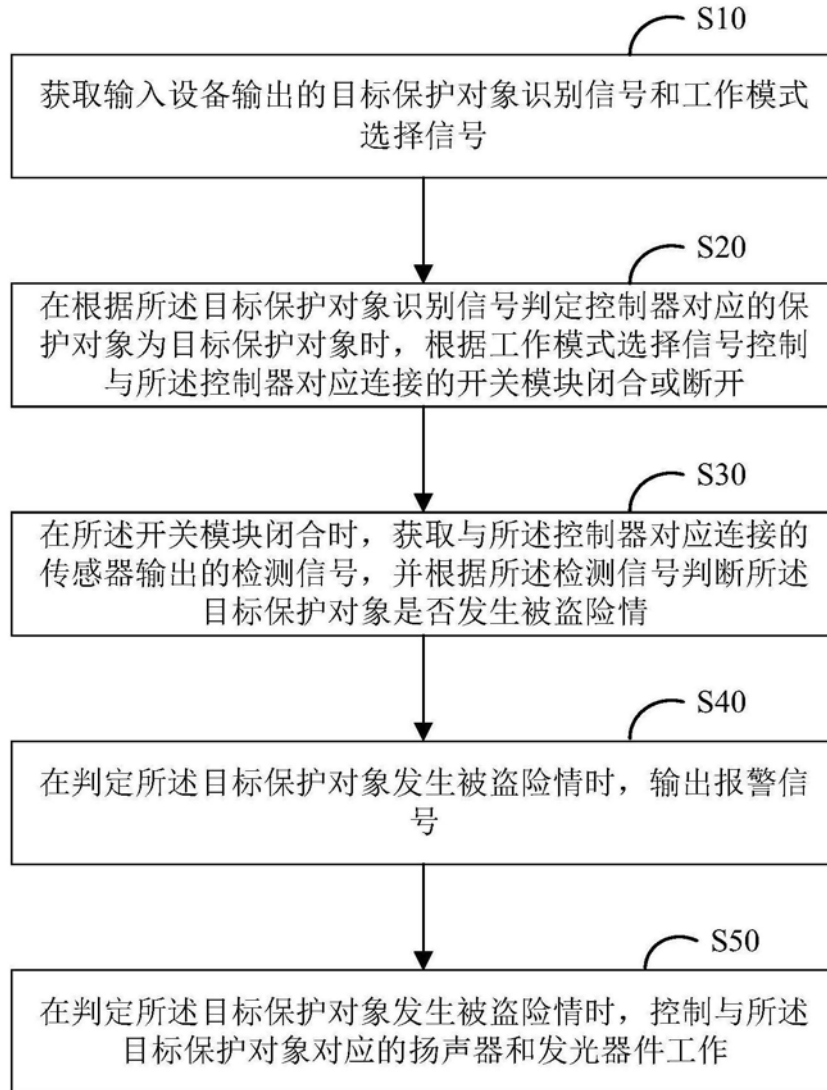 S10
获取输入设备输出的目标保护对象识别信号和工作模式
选择信号
S20
在根据所述目标保护对象识别信号判定控制器对应的保
护对象为目标保护对象时，根据工作模式选择信号控制
与所述控制器对应连接的开关模块闭合或断开
S30
在所述开关模块闭合时，获取与所述控制器对应连接的
传感器输出的检测信号，并根据所述检测信号判断所述
目标保护对象是否发生被盗险情
S40
在判定所述目标保护对象发生被盗险情时，输出报警信
号
S50
在判定所述目标保护对象发生被盗险情时，控制与所述
目标保护对象对应的扬声器和发光器件工作